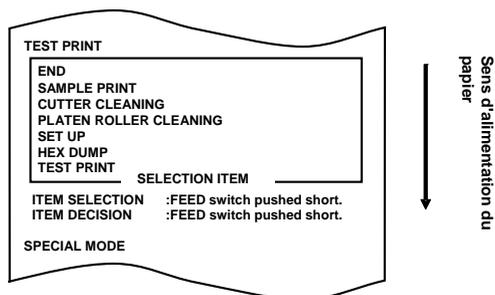 TEST PRINT
END
SAMPLE PRINT
CUTTER CLEANING
PLATEN ROLLER CLEANING
SET UP
HEX DUMP
TEST PRINT
SELECTION ITEM
ITEM SELECTION :FEED switch pushed short.
ITEM DECISION :FEED switch pushed short.
SPECIAL MODE
Sens d'alimentation du
papier